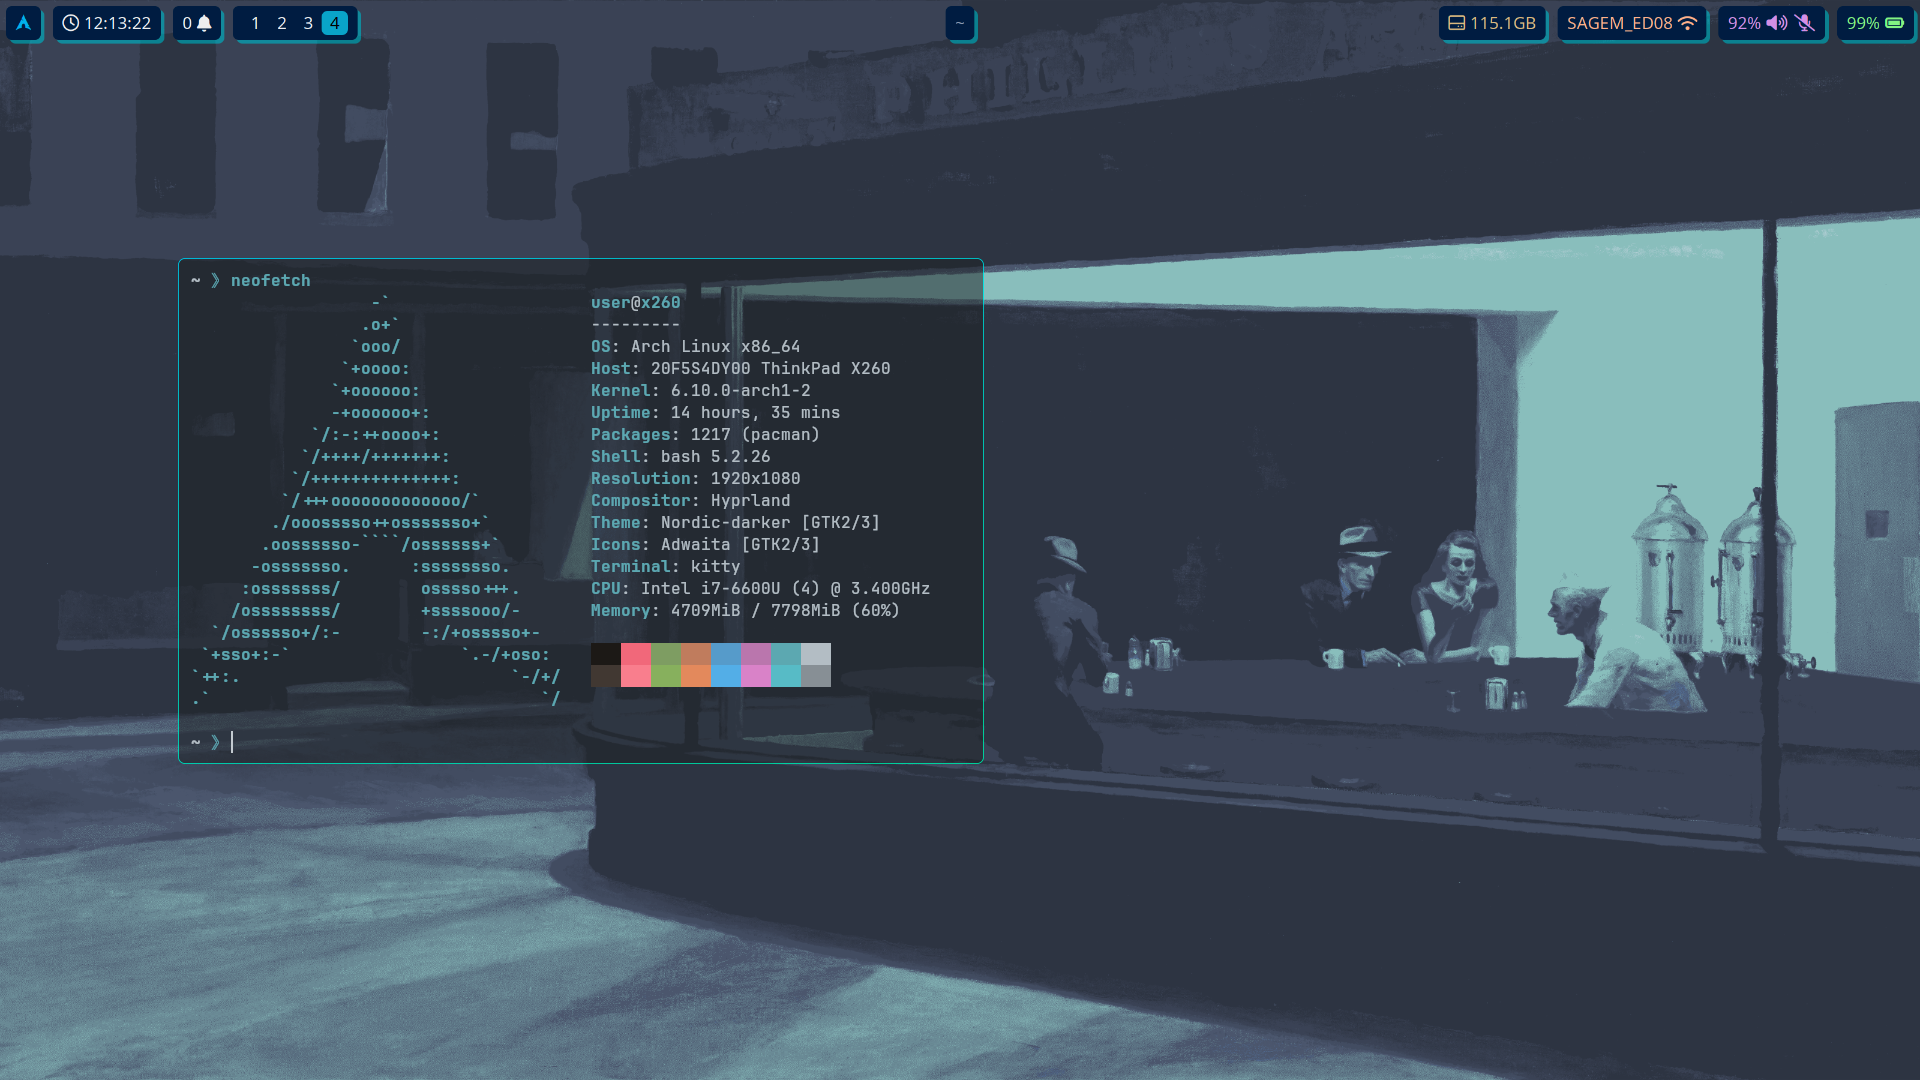 12:13:22
0
1 2 3 4
~
115.1GB
SAGEM_ED08
92%
99%
~ ❭ neofetch
                  -`
                 .o+`
                `ooo/
               `+oooo:
              `+oooooo:
              -+oooooo+:
            `/:-:++oooo+:
           `/++++/+++++++:
          `/++++++++++++++:
         `/+++ooooooooooooo/`
        ./ooosssso++osssssso+`
       .oossssso-````/ossssss+`
      -osssssso.      :ssssssso.
     :osssssss/        osssso+++.
    /ossssssss/        +ssssooo/-
  `/ossssso+/:-        -:/+osssso+-
 `+sso+:-`                 `.-/+oso:
`++:.                           `-/+/
.`                                 `/
user@x260
---------
OS: Arch Linux x86_64
Host: 20F5S4DY00 ThinkPad X260
Kernel: 6.10.0-arch1-2
Uptime: 14 hours, 35 mins
Packages: 1217 (pacman)
Shell: bash 5.2.26
Resolution: 1920x1080
Compositor: Hyprland
Theme: Nordic-darker [GTK2/3]
Icons: Adwaita [GTK2/3]
Terminal: kitty
CPU: Intel i7-6600U (4) @ 3.400GHz
Memory: 4709MiB / 7798MiB (60%)
~ ❭